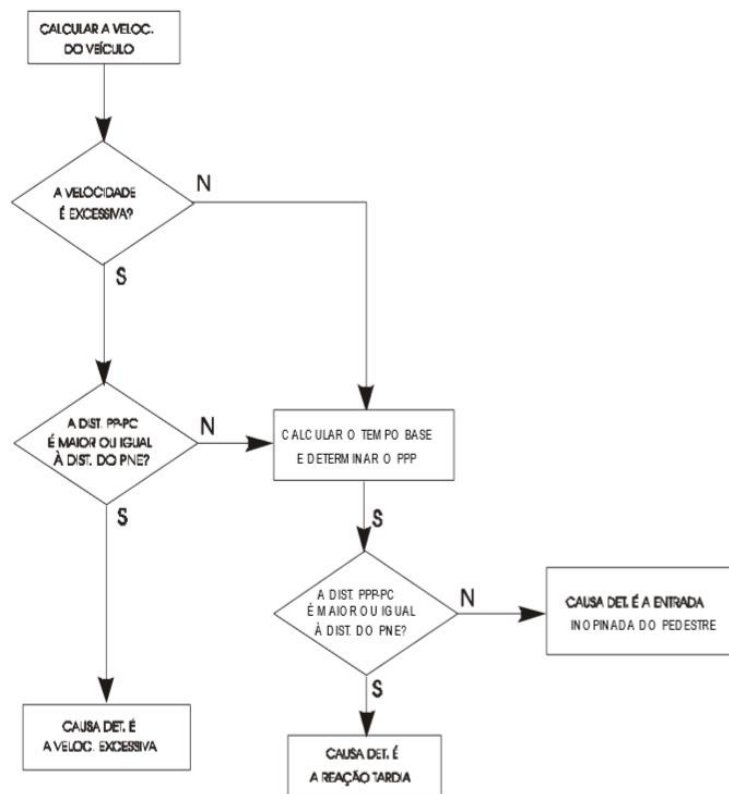 CALCULAR A VELOC.
DO VEÍCULO
A VELOCIDADE
É EXCESSIVA?
N
S
A DIST. PP-PC
É MAIOR OU IGUAL
À DIST. DO PNE?
N
S
CALCULAR O TEMPO BASE
E DETERMINAR O PPP
S
A DIST. PPP-PC
É MAIOR OU IGUAL
À DIST. DO PNE?
N
S
CAUSA DET. É A ENTRADA
INOPINADA DO PEDESTRE
CAUSA DET. É
A VELOC. EXCESSIVA
CAUSA DET. É
A REAÇÃO TARDIA